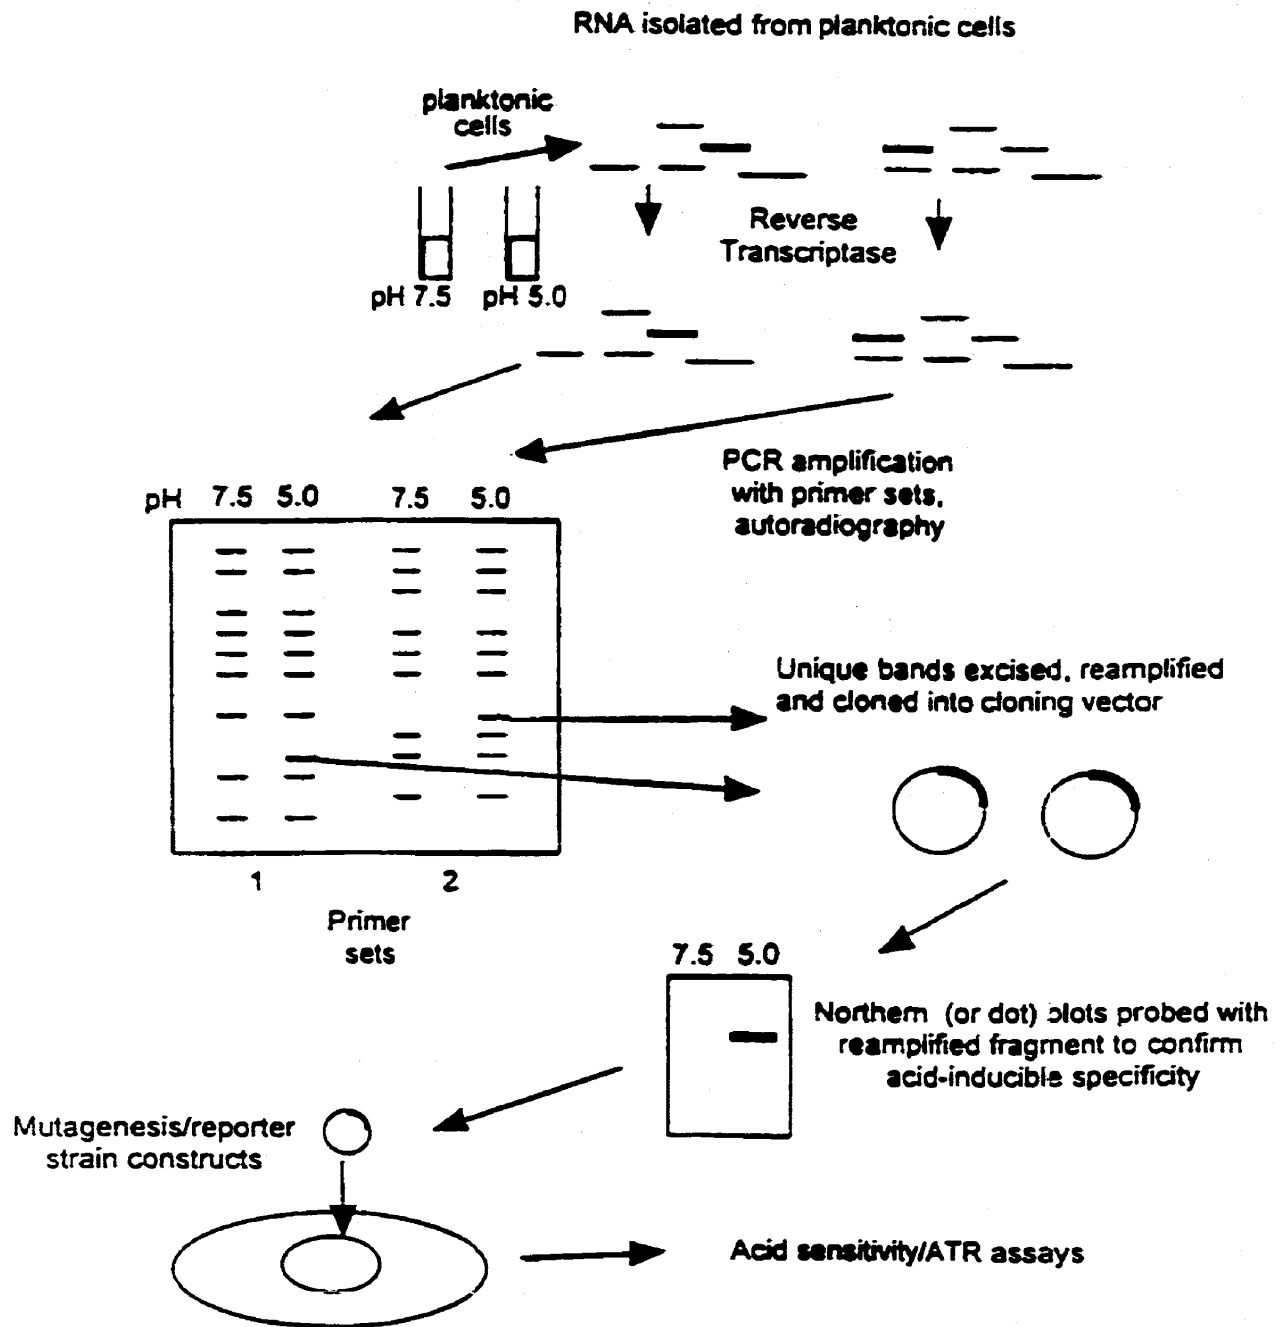 RNA isolated from planktonic cells
planktonic
cells
Reverse
Transcriptase
pH 7.5 pH 5.0
PCR amplification
with primer sets,
autoradiography
pH 7.5 5.0 7.5 5.0
Unique bands excised, reamplified
and cloned into cloning vector
1 2
Primer
sets
7.5 5.0
Northern (or dot) blots probed with
reamplified fragment to confirm
acid-inducible specificity
Mutagenesis/reporter
strain constructs
Acid sensitivity/ATR assays